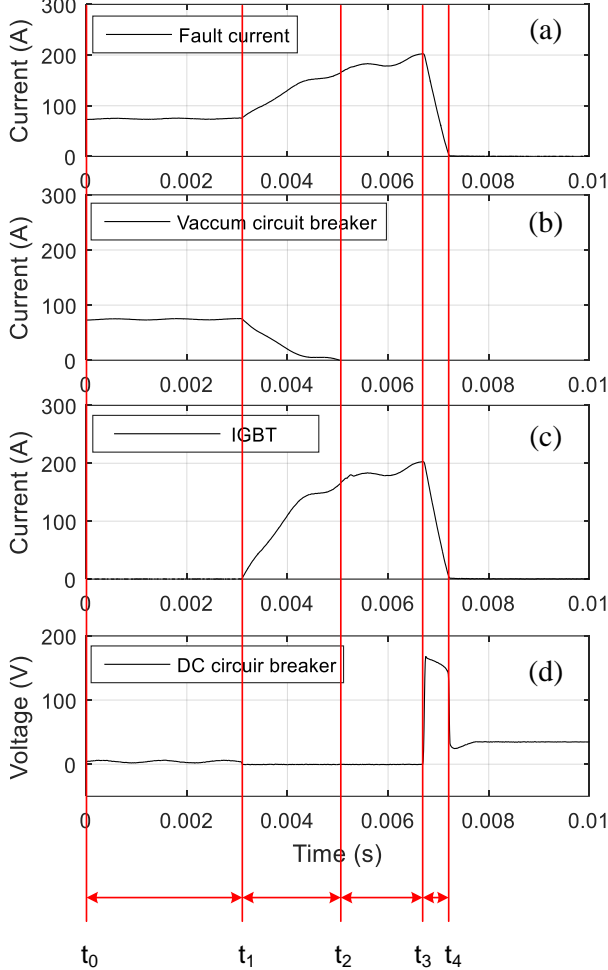 300
200
100
0
Current (A)
Fault current
(a)
0 0.002 0.004 0.006 0.008 0.01
300
200
100
0
Current (A)
Vaccum circuit breaker
(b)
0 0.002 0.004 0.006 0.008 0.01
300
200
100
0
Current (A)
IGBT
(c)
0 0.002 0.004 0.006 0.008 0.01
200
100
0
Voltage (V)
DC circuir breaker
(d)
0 0.002 0.004 0.006 0.008 0.01
Time (s)
t0 t1 t2 t3 t4